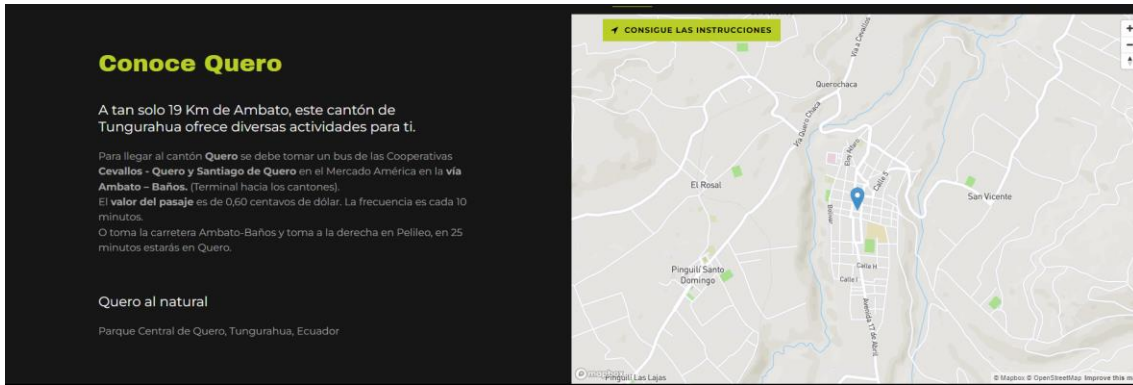 Conoce Quero
A tan solo 19 Km de Ambato, este cantón de
Tungurahua ofrece diversas actividades para ti.
Para llegar al cantón Quero se debe tomar un bus de las Cooperativas
Cevallos - Quero y Santiago de Quero en el Mercado América en la vía
Ambato – Baños. (Terminal hacia los cantones).
El valor del pasaje es de 0,60 centavos de dólar. La frecuencia es cada 10
minutos.
O toma la carretera Ambato-Baños y toma a la derecha en Pelileo, en 25
minutos estarás en Quero.
Quero al natural
Parque Central de Quero, Tungurahua, Ecuador
CONSIGUE LAS INSTRUCCIONES
Vía a Cevallos
Querochaca
Vía Quero Chaca
Eloy Alfaro
Calle 5
El Rosal
San Vicente
Bolívar
Pinguilí Santo
Domingo
Calle H
Calle I
Avenida 17 de Abril
mapbox
Pinguilí Las Lajas
© Mapbox © OpenStreetMap Improve this m